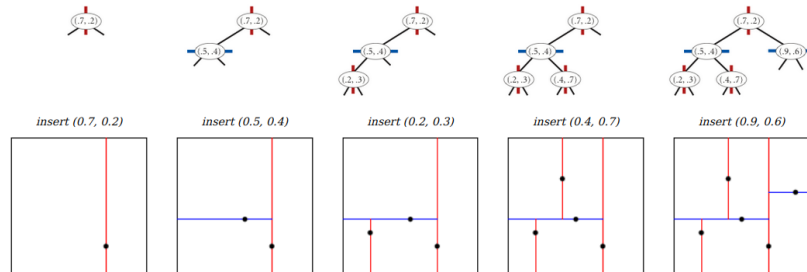 (.7, .2)
(.7, .2)
(.5, .4)
(.7, .2)
(.5, .4)
(.2, .3)
(.7, .2)
(.5, .4)
(.2, .3) (.4, .7)
(.7, .2)
(.5, .4) (.9, .6)
(.2, .3) (.4, .7)
insert (0.7, 0.2)
insert (0.5, 0.4)
insert (0.2, 0.3)
insert (0.4, 0.7)
insert (0.9, 0.6)